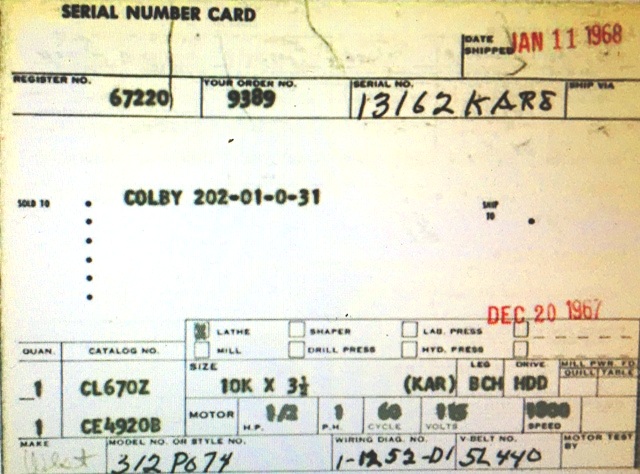 SERIAL NUMBER CARD
DATE SHIPPED JAN 11 1968
REGISTER NO. YOUR ORDER NO. SERIAL NO. SHIP VIA
67220 9389 13162 KAR8
SOLD TO COLBY 202-01-0-31 SHIP TO
DEC 20 1967
X LATHE SHAPER LAB. PRESS
MILL DRILL PRESS HYD. PRESS
QUAN. CATALOG NO. SIZE LEG DRIVE MILL PWR. FD.
QUILL TABLE
1 CL670Z 10K X 3½ (KAR) BCH HDD
1 CE4920B MOTOR 1/2 1 60 115 1800
H.P. P.H. CYCLE VOLTS SPEED
MAKE MODEL NO. OR STYLE NO. WIRING DIAG. NO. V-BELT NO. MOTOR TEST BY
312 P674 5L440